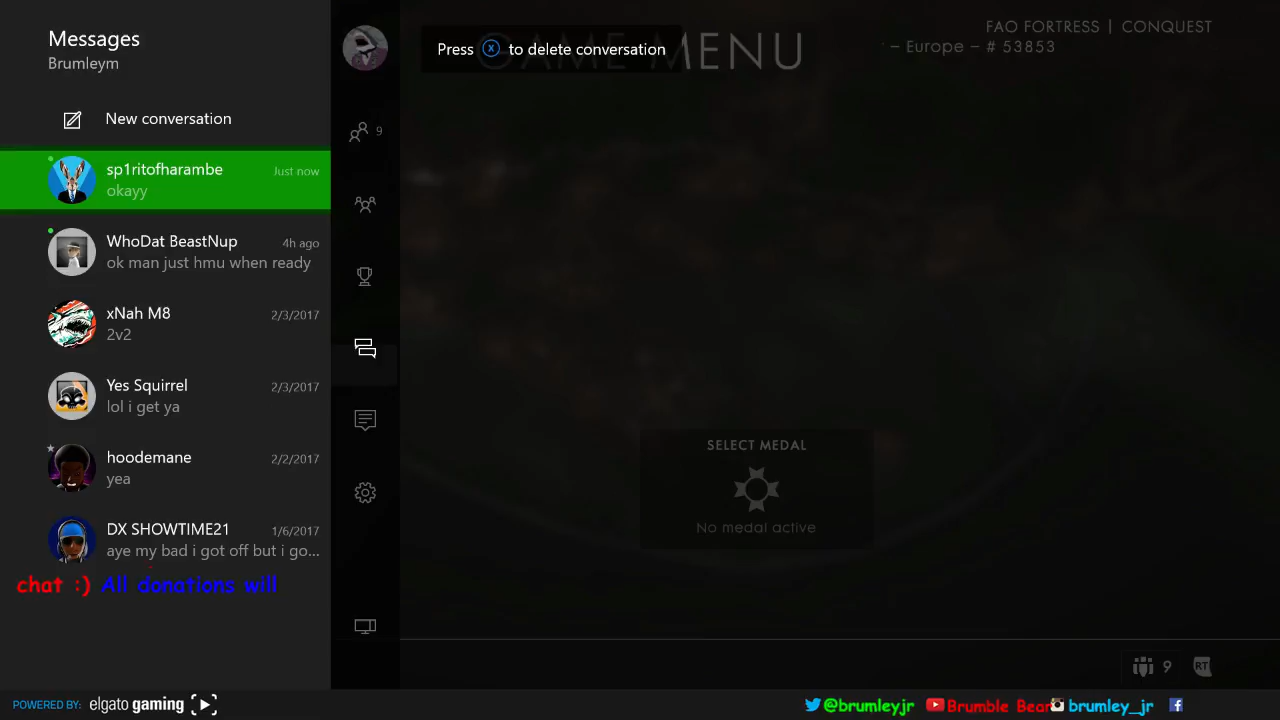 Messages
Brumleym
New conversation
sp1ritofharambe
Just now
okayy
WhoDat BeastNup
4h ago
ok man just hmu when ready
xNah M8
2/3/2017
2v2
Yes Squirrel
2/3/2017
lol i get ya
hoodemane
2/2/2017
yea
DX SHOWTIME21
1/6/2017
aye my bad i got off but i go...
chat :) All donations will
9
Press X to delete conversation
GAME MENU
FAO FORTRESS | CONQUEST
- Europe - # 53853
SELECT MEDAL
No medal active
9
RT
POWERED BY: elgato gaming
@brumleyjr
Brumble Bear
brumley_jr